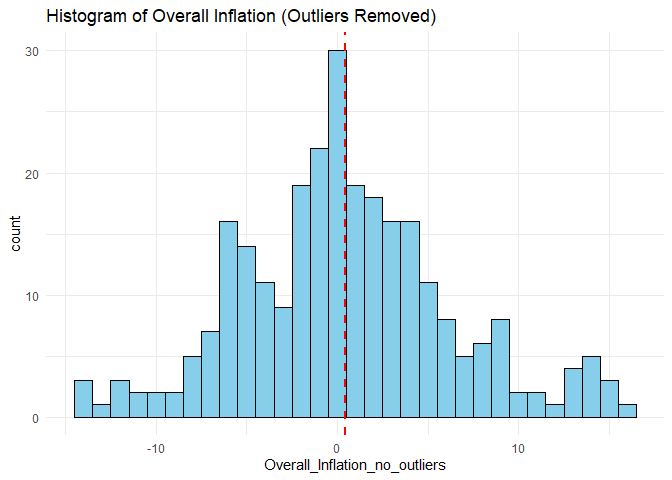 Histogram of Overall Inflation (Outliers Removed)
30
20
10
0
count
-10
0
10
Overall_Inflation_no_outliers